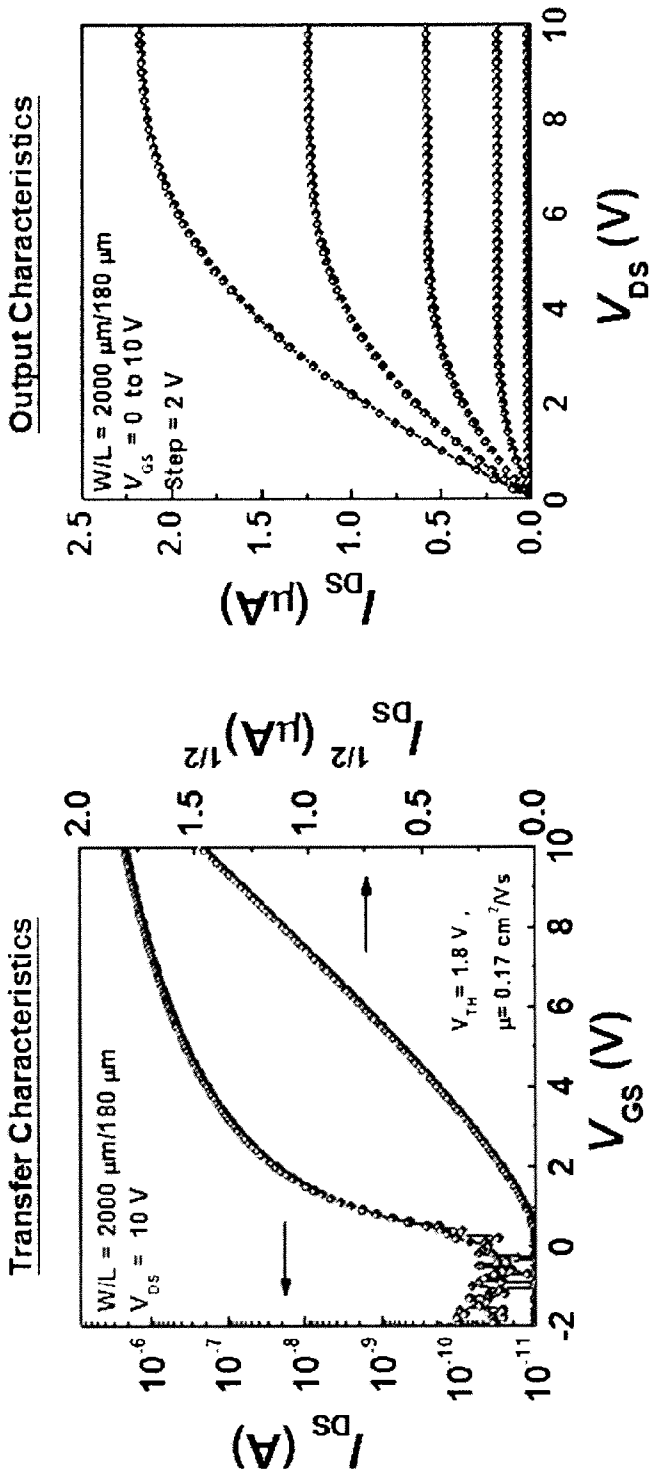 Transfer Characteristics
W/L = 2000 μm/180 μm
V_DS = 10 V
V_TH = 1.8 V ,
μ= 0.17 cm²/Vs
I_DS (A)
10⁻⁶
10⁻⁷
10⁻⁸
10⁻⁹
10⁻¹⁰
10⁻¹¹
-2
0
2
4
6
8
10
V_GS (V)
2.0
1.5
1.0
0.5
0.0
I_DS^1/2 (μA)^1/2
Output Characteristics
W/L = 2000 μm/180 μm
V_GS = 0 to 10 V
Step = 2 V
I_DS (μA)
2.5
2.0
1.5
1.0
0.5
0.0
0
2
4
6
8
10
V_DS (V)